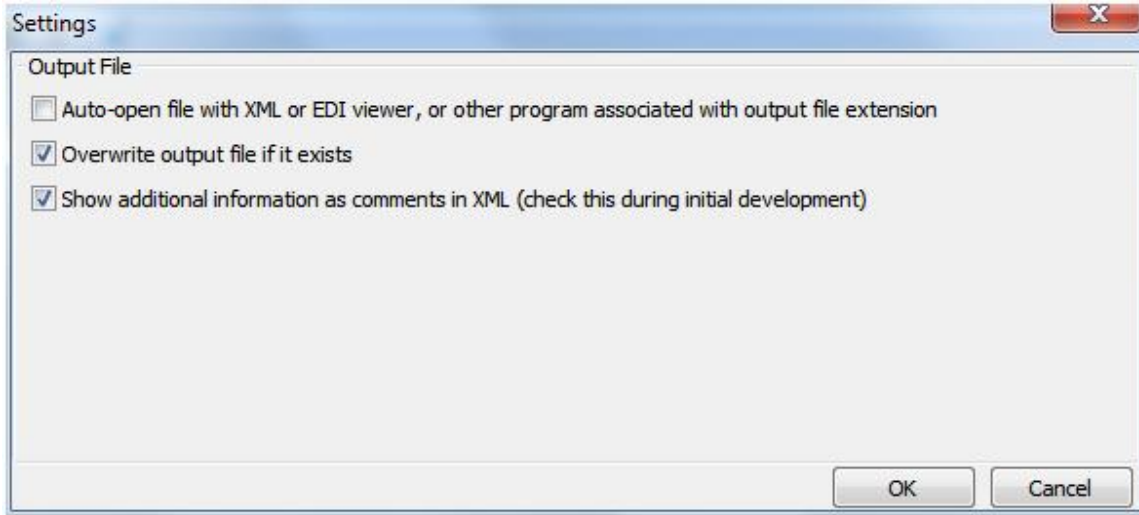 Settings
Output File
Auto-open file with XML or EDI viewer, or other program associated with output file extension
Overwrite output file if it exists
Show additional information as comments in XML (check this during initial development)
OK Cancel